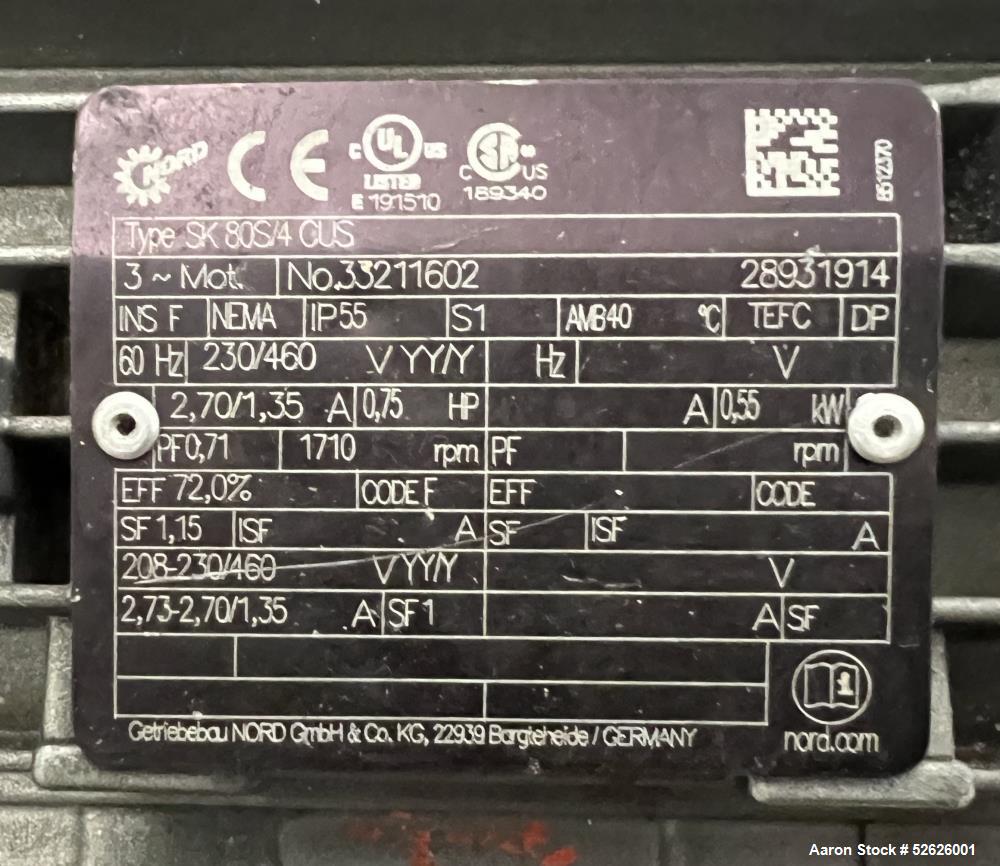 NORD CE C UL US LISTED E 191510 C SA US 189340 8512370
Type SK 80S/4 CUS
3 ~ Mot. No.33211602 28931914
INS F NEMA IP55 S1 AMB40 °C TEFC DP
60 Hz 230/460 V YY/Y Hz V
2,70/1,35 A 0,75 HP A 0,55 kW
PF0,71 1710 rpm PF rpm
EFF 72,0% CODE F EFF CODE
SF 1,15 ISF A SF ISF A
208-230/460 V YY/Y V
2,73-2,70/1,35 A SF 1 A SF
Getriebebau NORD GmbH & Co. KG, 22939 Bargteheide / GERMANY
nord.com
Aaron Stock # 52626001